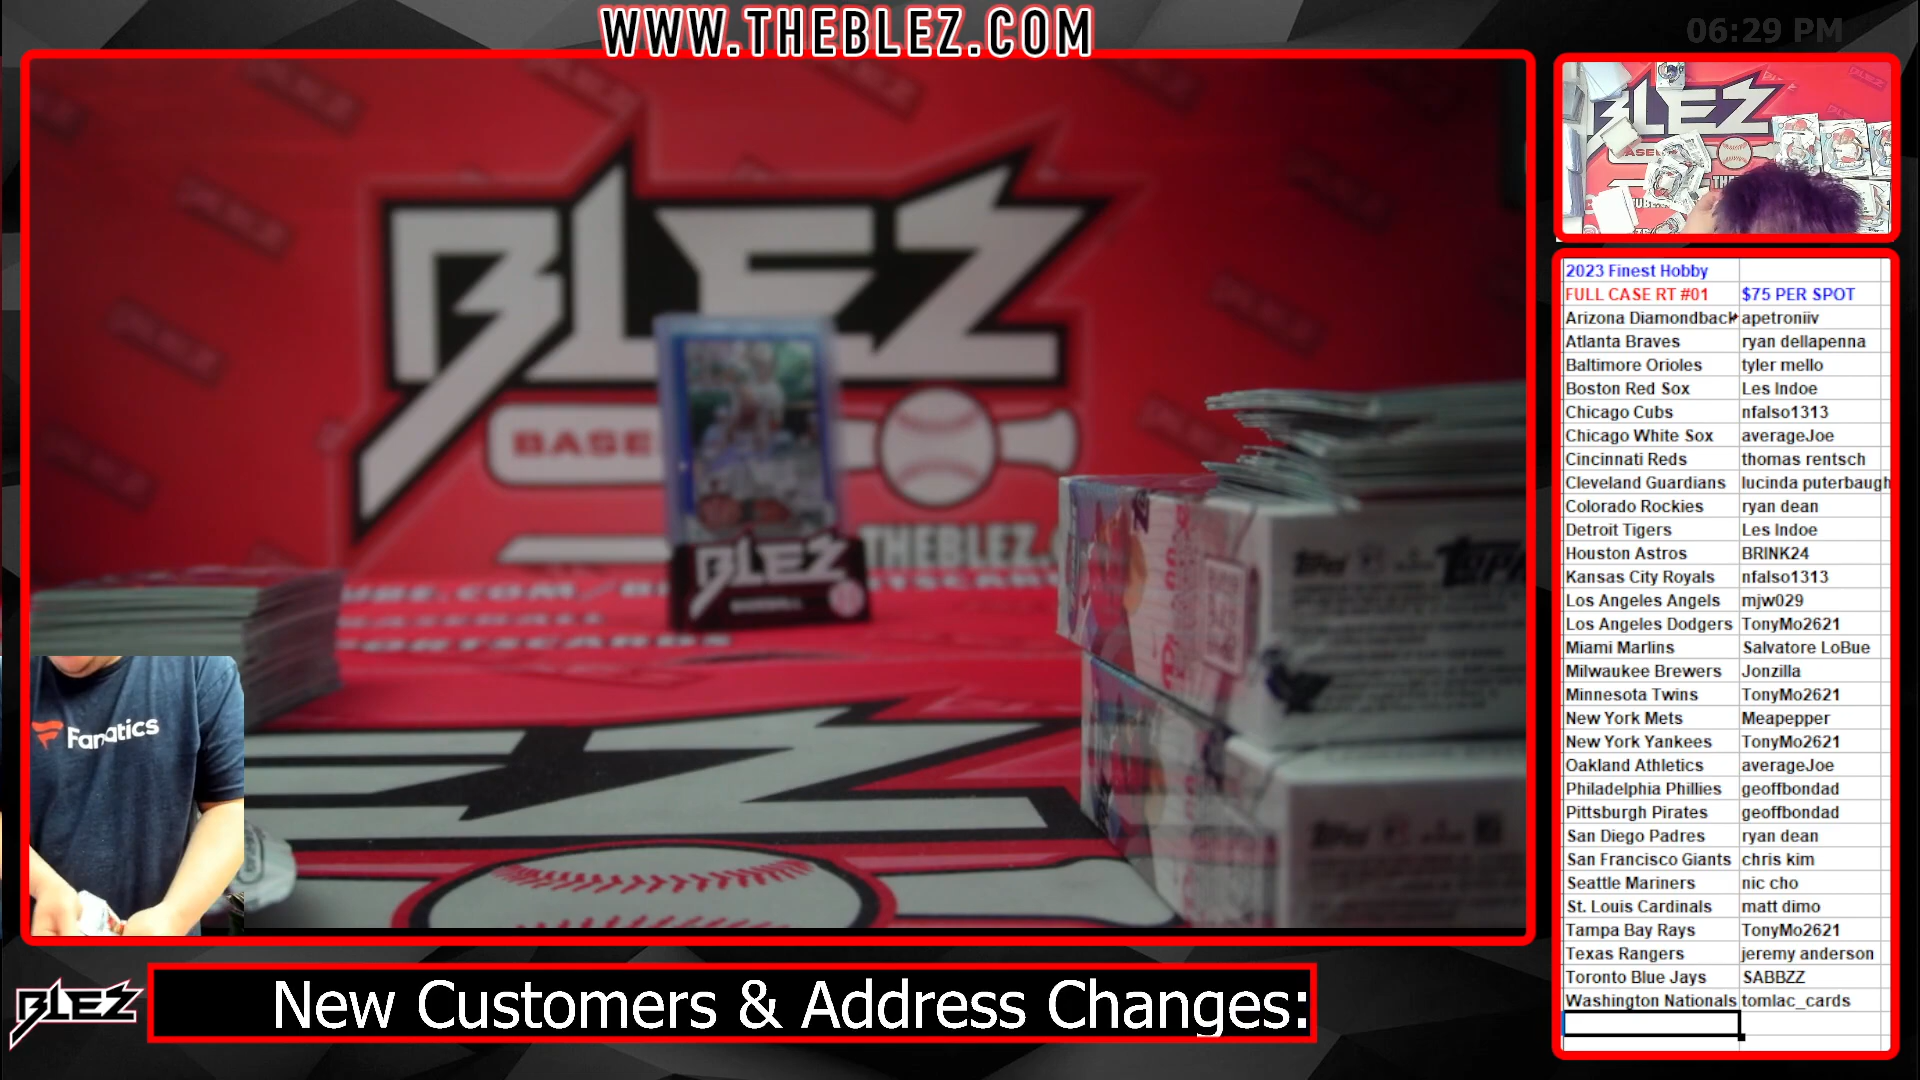 WWW.THEBLEZ.COM
06:29 PM
BLEZ
BASE
THEBLEZ.
BLEZ
Fanatics
BLEZ
2023 Finest Hobby
FULL CASE RT #01 $75 PER SPOT
Arizona Diamondback apetroniiv
Atlanta Braves ryan dellapenna
Baltimore Orioles tyler mello
Boston Red Sox Les Indoe
Chicago Cubs nfalso1313
Chicago White Sox averageJoe
Cincinnati Reds thomas rentsch
Cleveland Guardians lucinda puterbaugh
Colorado Rockies ryan dean
Detroit Tigers Les Indoe
Houston Astros BRINK24
Kansas City Royals nfalso1313
Los Angeles Angels mjw029
Los Angeles Dodgers TonyMo2621
Miami Marlins Salvatore LoBue
Milwaukee Brewers Jonzilla
Minnesota Twins TonyMo2621
New York Mets Meapepper
New York Yankees TonyMo2621
Oakland Athletics averageJoe
Philadelphia Phillies geoffbondad
Pittsburgh Pirates geoffbondad
San Diego Padres ryan dean
San Francisco Giants chris kim
Seattle Mariners nic cho
St. Louis Cardinals matt dimo
Tampa Bay Rays TonyMo2621
Texas Rangers jeremy anderson
Toronto Blue Jays SABBZZ
Washington Nationals tomlac_cards
BLEZ
New Customers & Address Changes: